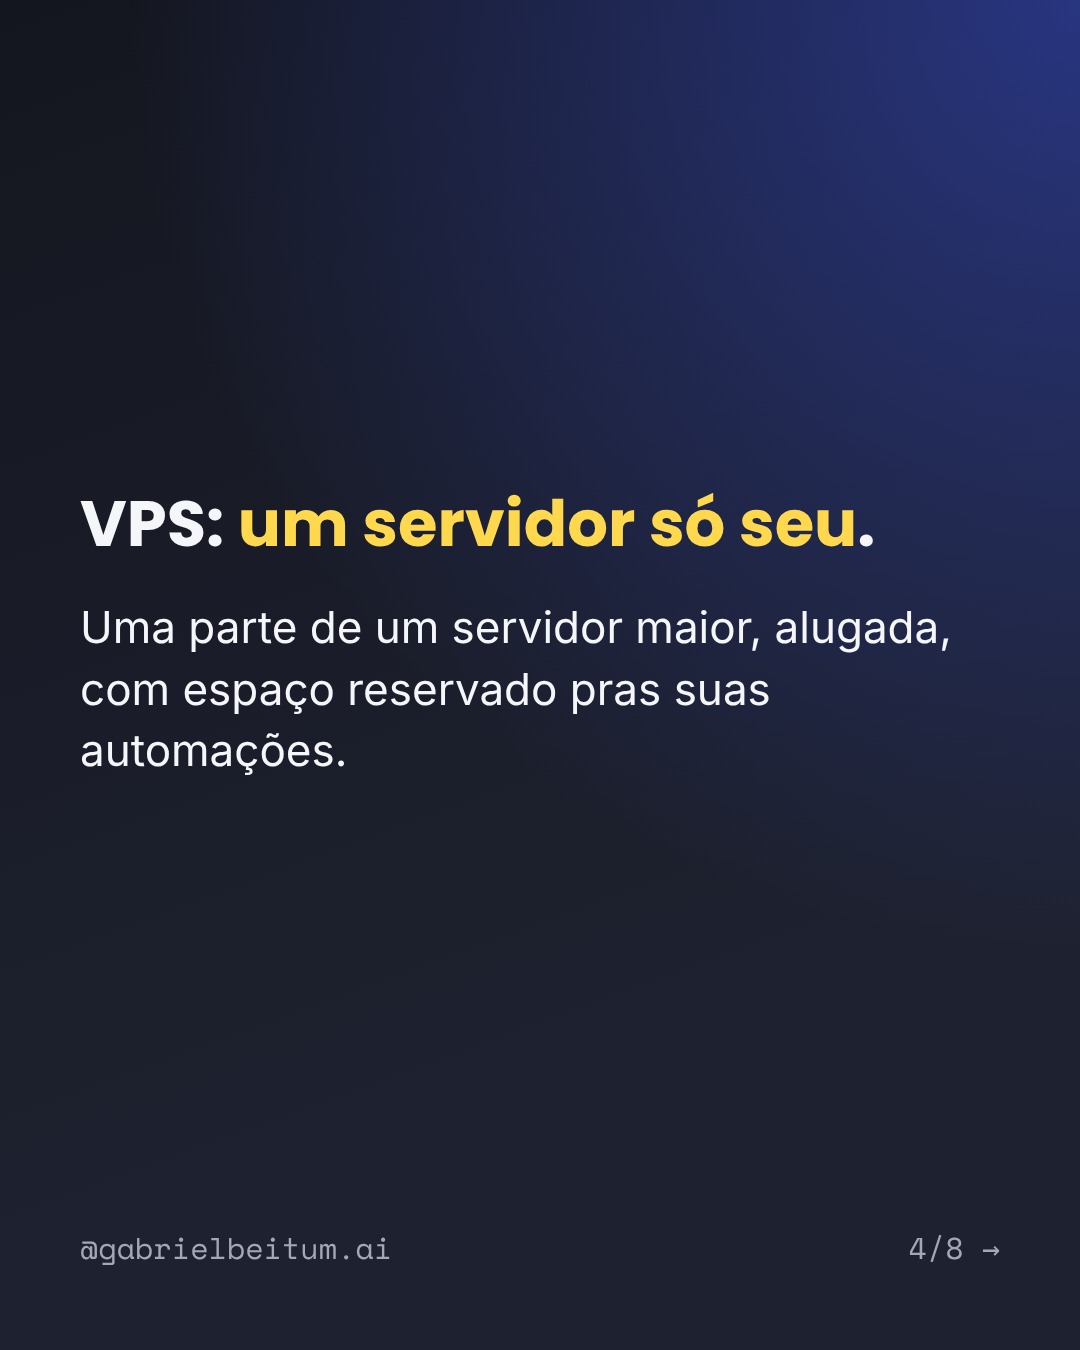 VPS: um servidor só seu.
Uma parte de um servidor maior, alugada,
com espaço reservado pras suas
automações.
@gabrielbeitum.ai
4/8 →